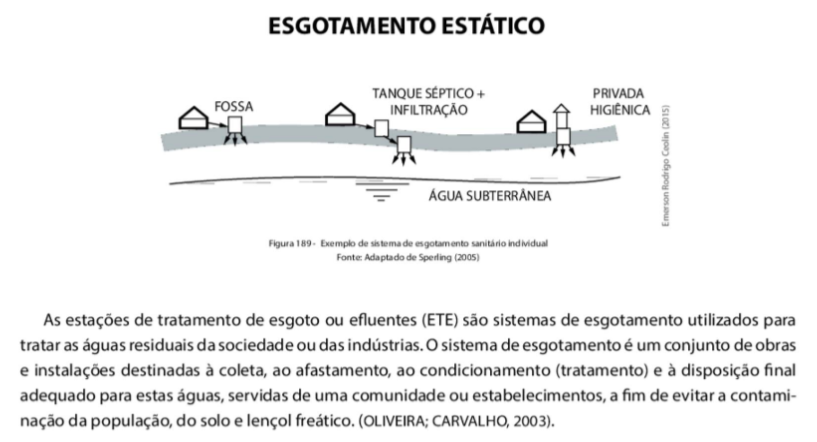 ESGOTAMENTO ESTÁTICO
FOSSA
TANQUE SÉPTICO +
INFILTRAÇÃO
PRIVADA
HIGIÊNICA
Emerson Rodrigo Ceolin (2015)
ÁGUA SUBTERRÂNEA
Figura 189 - Exemplo de sistema de esgotamento sanitário individual
Fonte: Adaptado de Sperling (2005)
As estações de tratamento de esgoto ou efluentes (ETE) são sistemas de esgotamento utilizados para
tratar as águas residuais da sociedade ou das indústrias. O sistema de esgotamento é um conjunto de obras
e instalações destinadas à coleta, ao afastamento, ao condicionamento (tratamento) e à disposição final
adequado para estas águas, servidas de uma comunidade ou estabelecimentos, a fim de evitar a contami-
nação da população, do solo e lençol freático. (OLIVEIRA; CARVALHO, 2003).